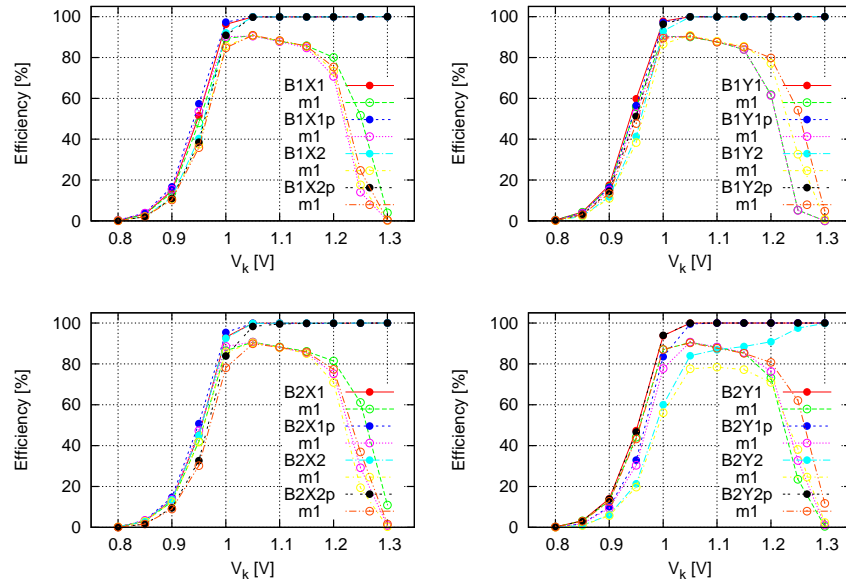 100
80
60
40
20
0
Efficiency [%]
B1X1
m1
B1X1p
m1
B1X2
m1
B1X2p
m1
0.8 0.9 1 1.1 1.2 1.3
V_k [V]
100
80
60
40
20
0
Efficiency [%]
B1Y1
m1
B1Y1p
m1
B1Y2
m1
B1Y2p
m1
0.8 0.9 1 1.1 1.2 1.3
V_k [V]
100
80
60
40
20
0
Efficiency [%]
B2X1
m1
B2X1p
m1
B2X2
m1
B2X2p
m1
0.8 0.9 1 1.1 1.2 1.3
V_k [V]
100
80
60
40
20
0
Efficiency [%]
B2Y1
m1
B2Y1p
m1
B2Y2
m1
B2Y2p
m1
0.8 0.9 1 1.1 1.2 1.3
V_k [V]